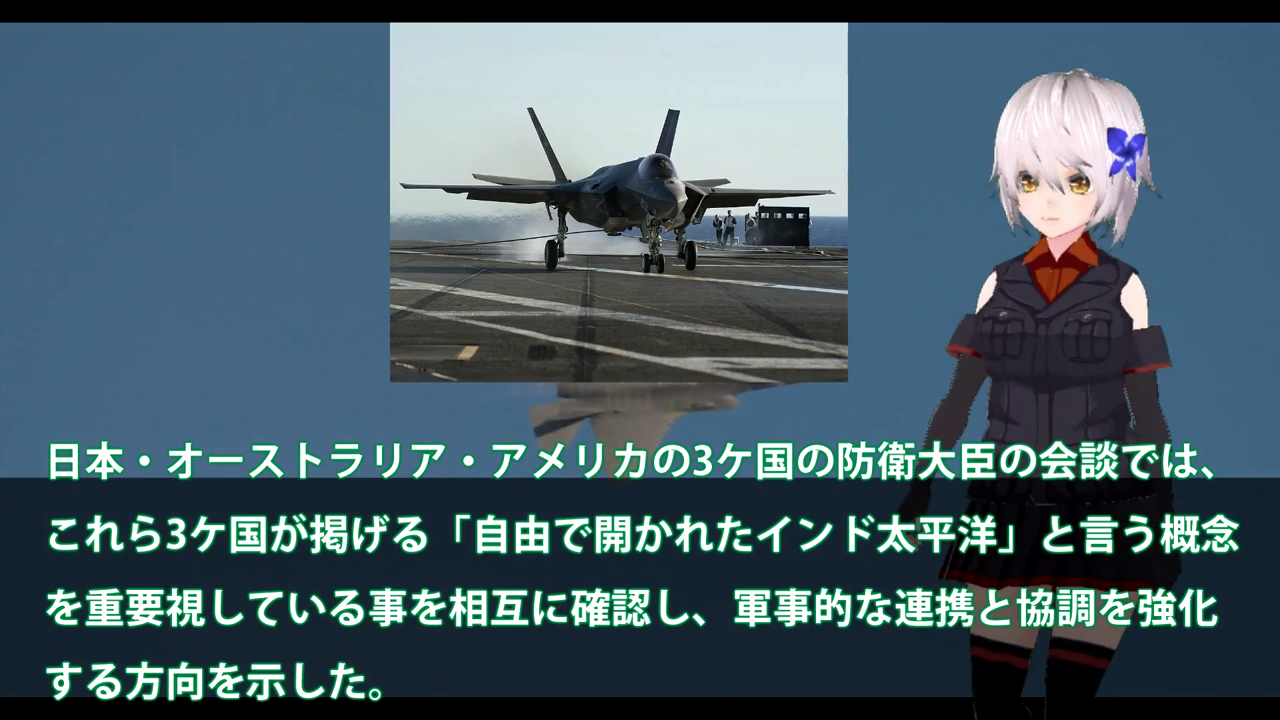 日本・オーストラリア・アメリカの3ケ国の防衛大臣の会談では、
これら3ケ国が掲げる「自由で開かれたインド太平洋」と言う概念
を重要視している事を相互に確認し、軍事的な連携と協調を強化
する方向を示した。